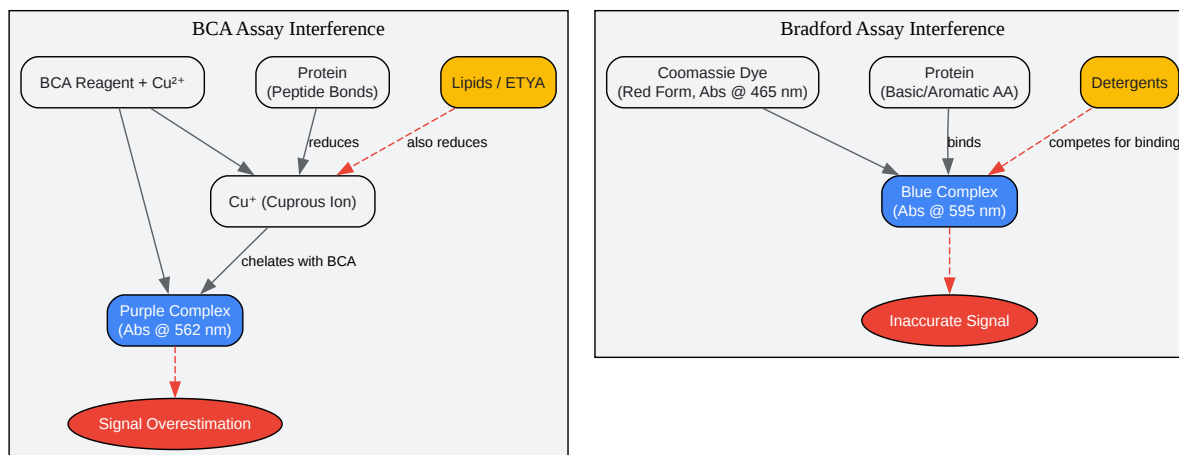 BCA Assay Interference
BCA Reagent + Cu²⁺
Protein
(Peptide Bonds)
Lipids / ETYA
reduces
also reduces
Cu⁺ (Cuprous Ion)
chelates with BCA
Purple Complex
(Abs @ 562 nm)
Signal Overestimation
Bradford Assay Interference
Coomassie Dye
(Red Form, Abs @ 465 nm)
Protein
(Basic/Aromatic AA)
Detergents
binds
competes for binding
Blue Complex
(Abs @ 595 nm)
Inaccurate Signal